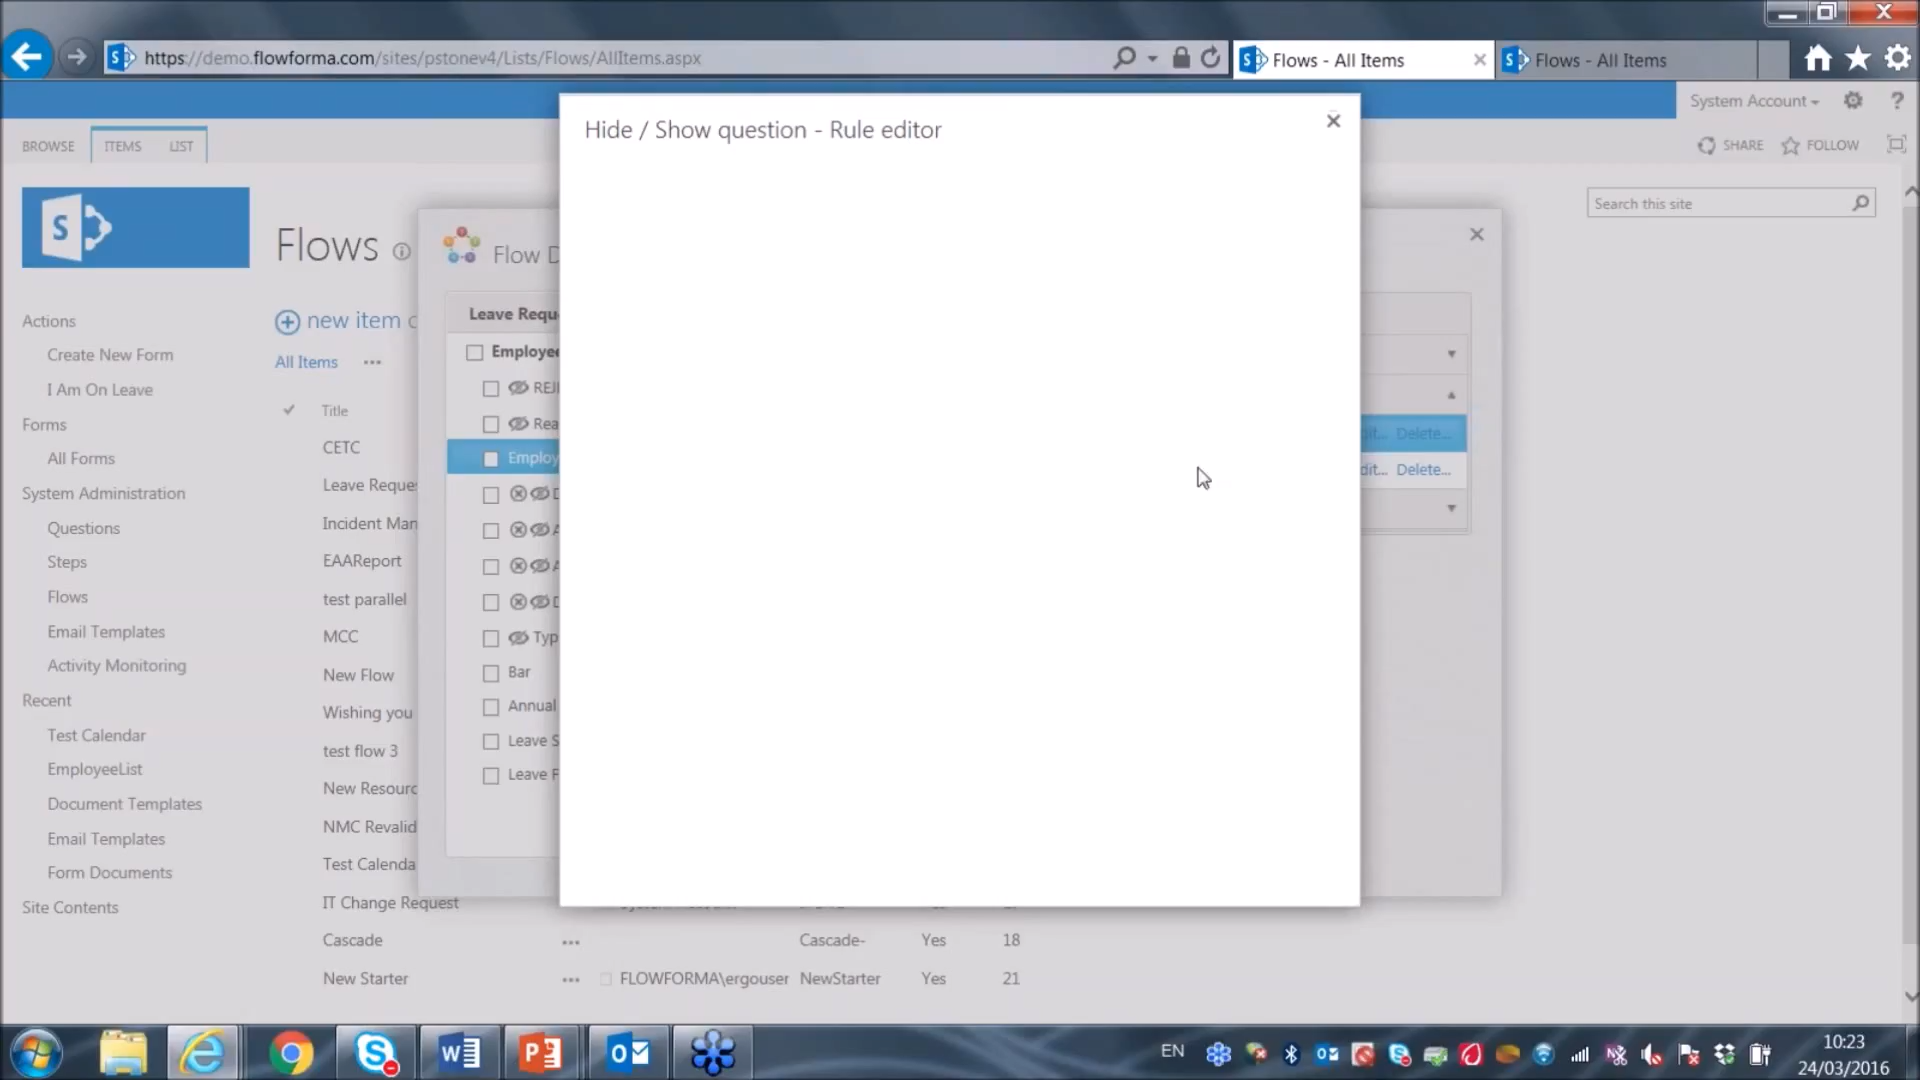 https://demo.flowforma.com/sites/pstonev4/Lists/Flows/AllItems.aspx
Flows - All Items
Flows - All Items
System Account
?
BROWSE
ITEMS
LIST
SHARE
FOLLOW
Hide / Show question - Rule editor
Search this site
Flows
Flow D
new item
Leave Requ
Actions
Create New Form
I Am On Leave
Forms
All Forms
System Administration
Questions
Steps
Flows
Email Templates
Activity Monitoring
Recent
Test Calendar
EmployeeList
Document Templates
Email Templates
Form Documents
Site Contents
All Items
...
Title
CETC
Leave Reques
Incident Man
EAAReport
test parallel
MCC
New Flow
Wishing you
test flow 3
New Resourc
NMC Revalid
Test Calenda
IT Change Request
Cascade ... Cascade- Yes 18
New Starter ... FLOWFORMA\ergouser NewStarter Yes 21
Employee
REJ
Rea
Employ
Typ
Bar
Annual
Leave S
Leave F
dit... Delete...
dit... Delete...
EN
10:23
24/03/2016